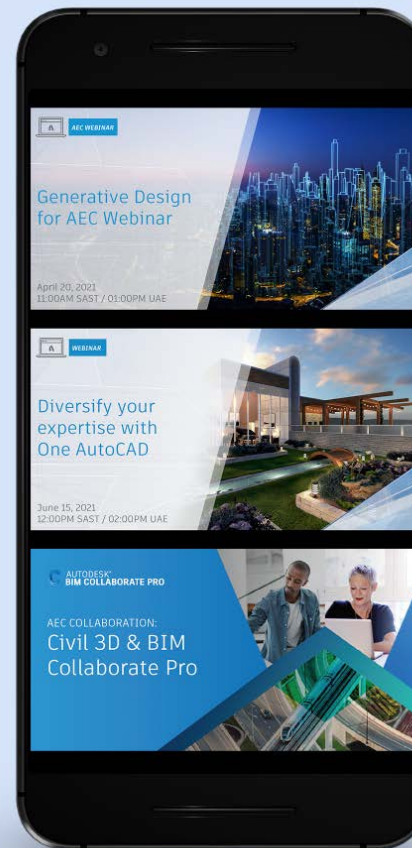 AEC WEBINAR
Generative Design
for AEC Webinar
April 20, 2021
11:00AM SAST / 01:00PM UAE
WEBINAR
Diversify your
expertise with
One AutoCAD
June 15, 2021
12:00PM SAST / 02:00PM UAE
AUTODESK®
BIM COLLABORATE PRO
AEC COLLABORATION:
Civil 3D & BIM
Collaborate Pro